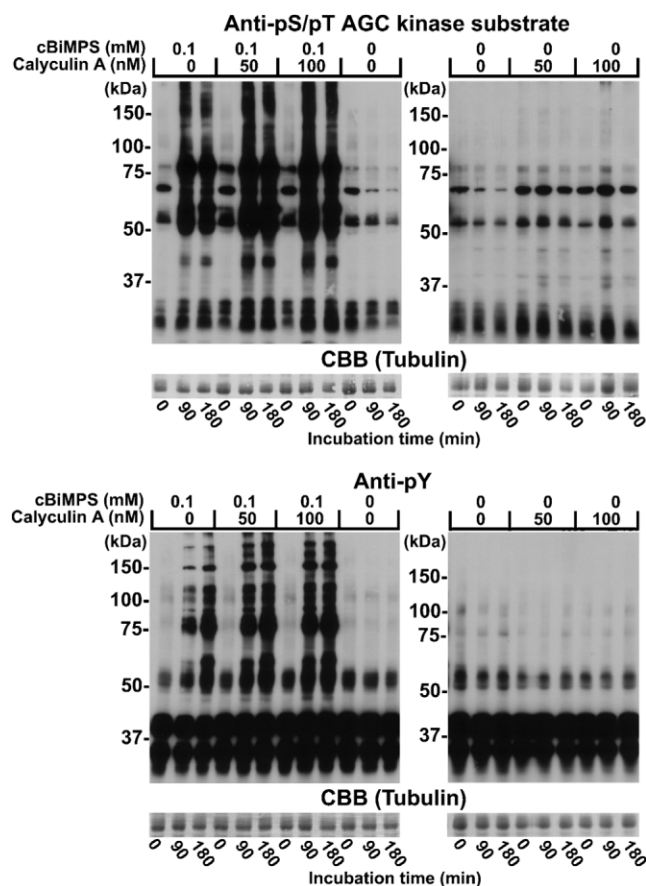 Anti-pS/pT AGC kinase substrate
cBiMPS (mM) 0.1 0.1 0.1 0 0 0 0
Calyculin A (nM) 0 50 100 0 0 50 100
(kDa) (kDa)
150- 150-
100- 100-
75- 75-
50- 50-
37- 37-
CBB (Tubulin)
0 90 180 0 90 180 0 90 180 0 90 180 0 90 180 0 90 180 0 90 180
Incubation time (min)
Anti-pY
cBiMPS (mM) 0.1 0.1 0.1 0 0 0 0
Calyculin A (nM) 0 50 100 0 0 50 100
(kDa) (kDa)
150- 150-
100- 100-
75- 75-
50- 50-
37- 37-
CBB (Tubulin)
0 90 180 0 90 180 0 90 180 0 90 180 0 90 180 0 90 180 0 90 180
Incubation time (min)